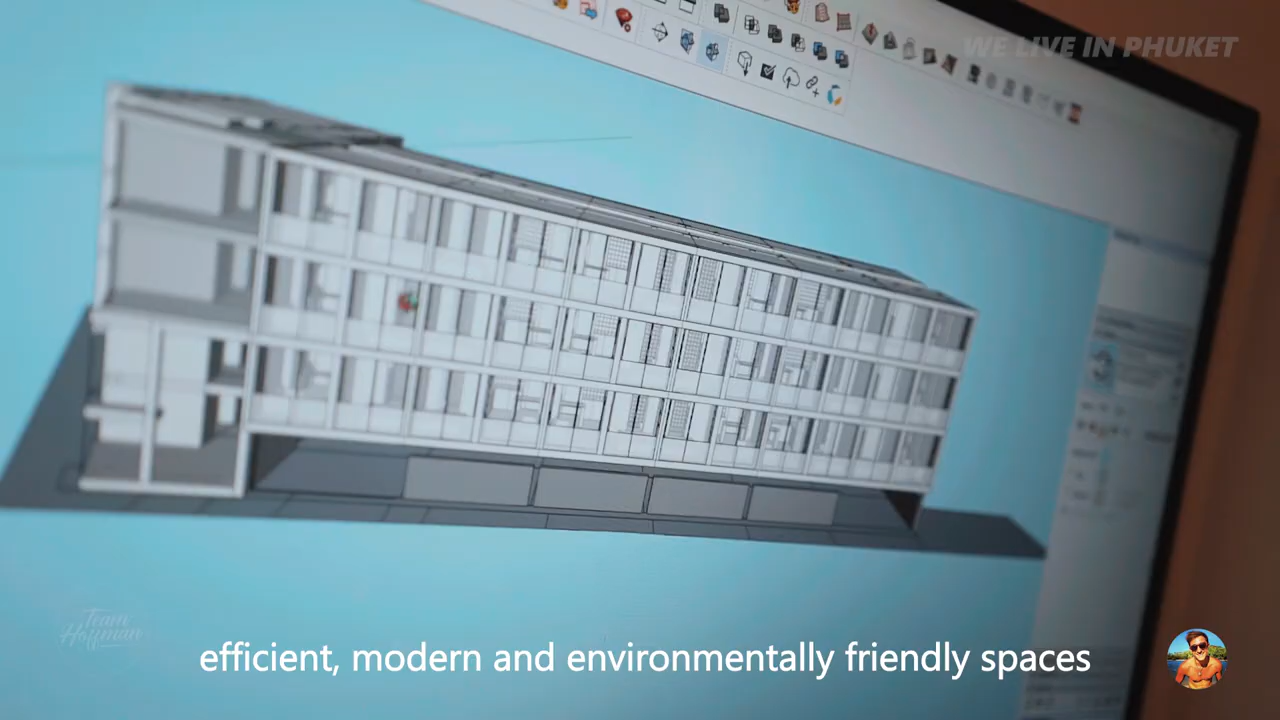 WE LIVE IN PHUKET
Team
Hoffman
efficient, modern and environmentally friendly spaces